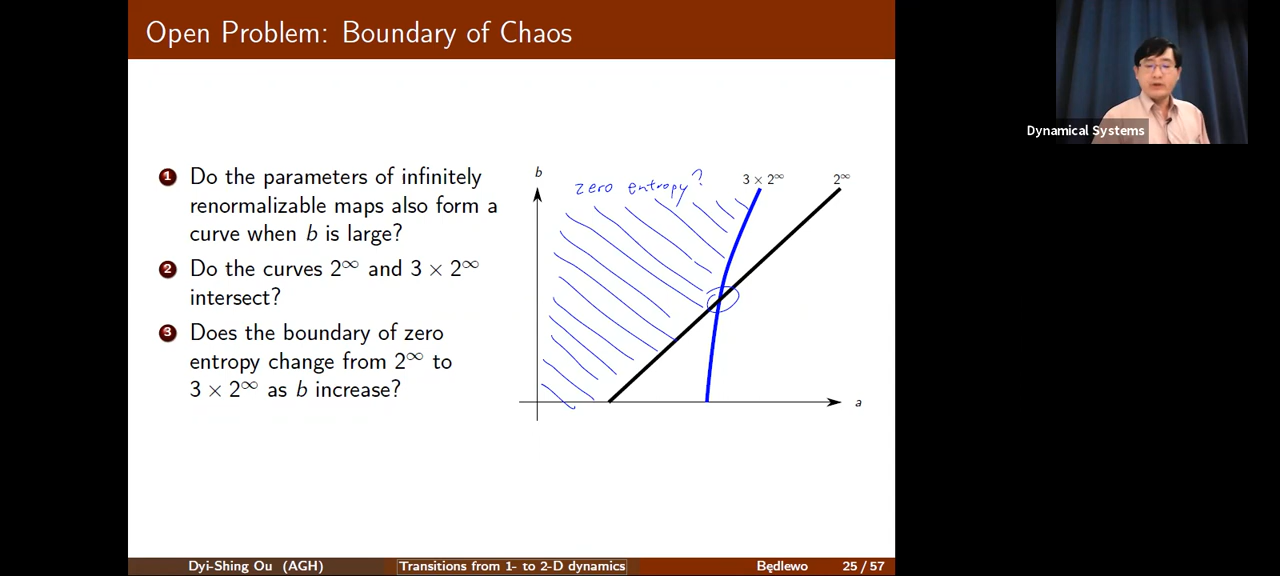 Open Problem: Boundary of Chaos
Dynamical Systems
1 Do the parameters of infinitely
renormalizable maps also form a
curve when b is large?
2 Do the curves 2^∞ and 3 × 2^∞
intersect?
3 Does the boundary of zero
entropy change from 2^∞ to
3 × 2^∞ as b increase?
b
zero entropy?
3 × 2^∞
2^∞
a
Dyi-Shing Ou (AGH)
Transitions from 1- to 2-D dynamics
Będlewo
25 / 57